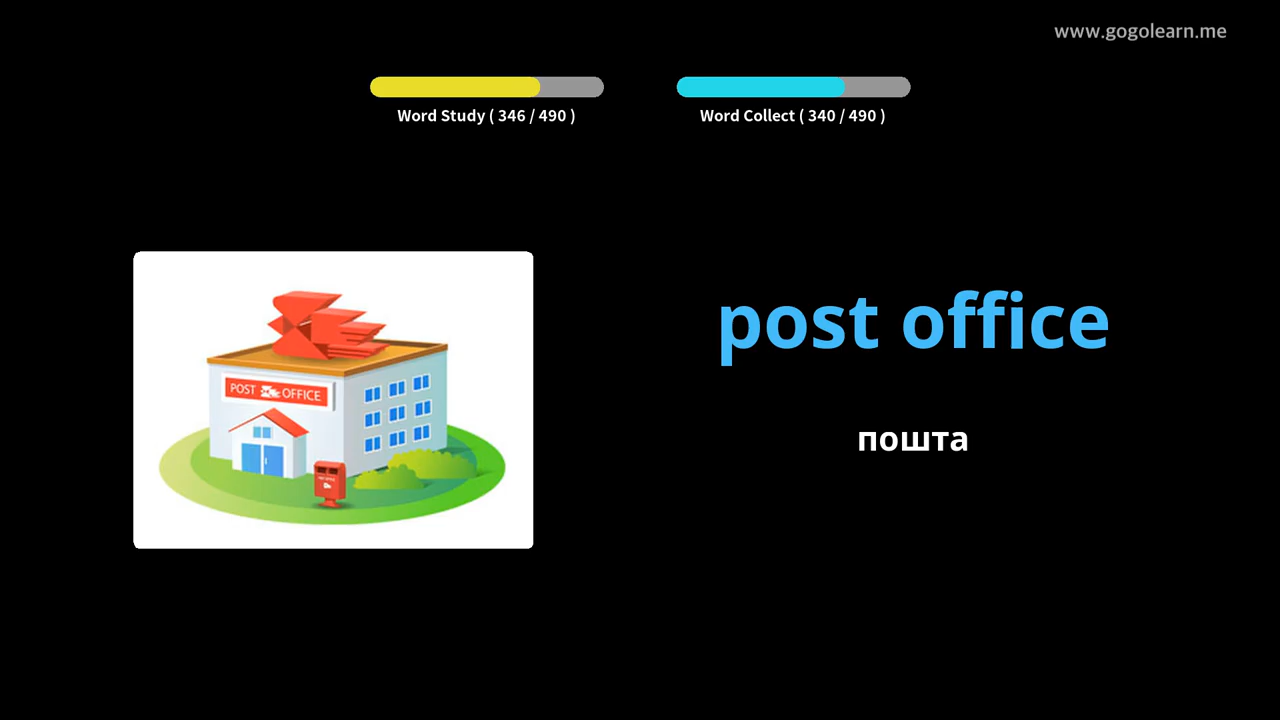 www.gogolearn.me
Word Study ( 346 / 490 )
Word Collect ( 340 / 490 )
POST OFFICE
post office
пошта